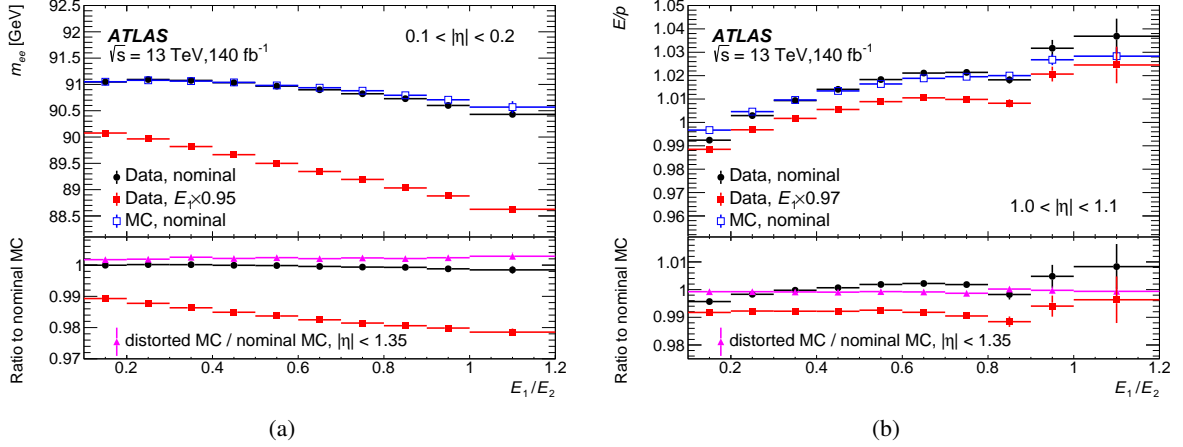 92.5
92
91.5
91
90.5
90
89.5
89
88.5
m_ee [GeV]
ATLAS
√s = 13 TeV,140 fb⁻¹
0.1 < |η| < 0.2
Data, nominal
Data, E₁×0.95
MC, nominal
Ratio to nominal MC
1
0.99
0.98
0.97
distorted MC / nominal MC, |η| < 1.35
0.2 0.4 0.6 0.8 1 1.2
E₁/E₂
(a)
E/p
1.05
1.04
1.03
1.02
1.01
1
0.99
0.98
0.97
0.96
ATLAS
√s = 13 TeV,140 fb⁻¹
Data, nominal
Data, E₁×0.97
MC, nominal
1.0 < |η| < 1.1
Ratio to nominal MC
1.01
1
0.99
0.98
distorted MC / nominal MC, |η| < 1.35
0.2 0.4 0.6 0.8 1 1.2
E₁/E₂
(b)